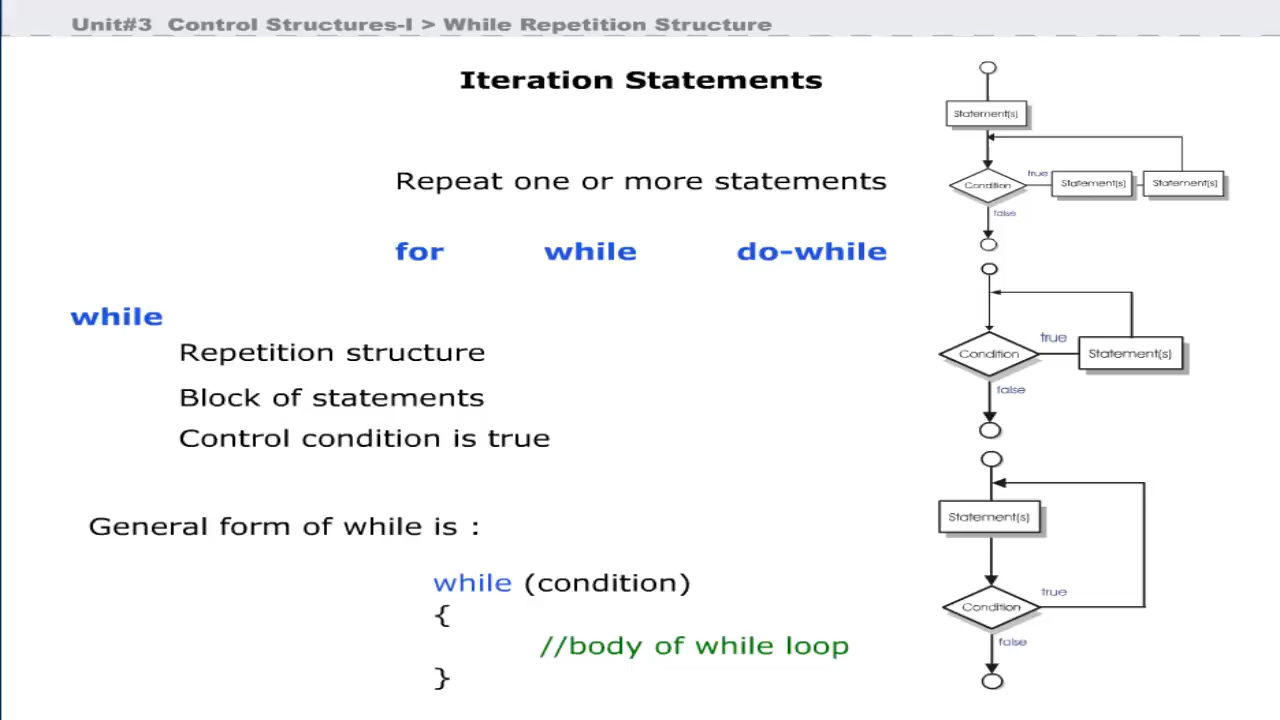 Unit#3 Control Structures-I > While Repetition Structure
Iteration Statements
Repeat one or more statements
for while do-while
while
Repetition structure
Block of statements
Control condition is true
General form of while is :
while (condition)
{
//body of while loop
}
Statement(s)
Condition
true
Statement(s)
Statement(s)
false
Condition
true
Statement(s)
false
Statement(s)
Condition
true
false